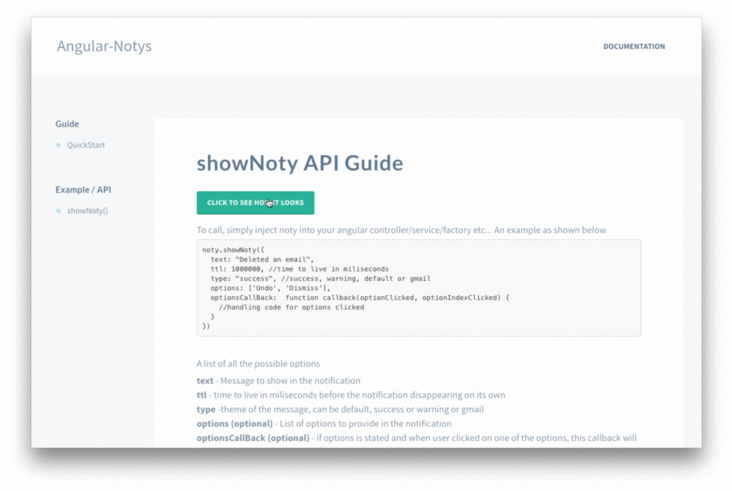 Angular-Notys
DOCUMENTATION
Guide
QuickStart
Example / API
showNoty()
showNoty API Guide
CLICK TO SEE HOW IT LOOKS
To call, simply inject noty into your angular controller/service/factory etc... An example as shown below
noty.showNoty({
text: "Deleted an email",
ttl: 1000000, //time to live in miliseconds
type: "success", //success, warning, default or gmail
options: ['Undo', 'Dismiss'],
optionsCallBack: function callback(optionClicked, optionIndexClicked) {
//handling code for options clicked
}
})
A list of all the possible options
text - Message to show in the notification
ttl - time to live in miliseconds before the notification disappearing on its own
type -theme of the message, can be default, success or warning or gmail
options (optional) - List of options to provide in the notification
optionsCallBack (optional) - if options is stated and when user clicked on one of the options, this callback will